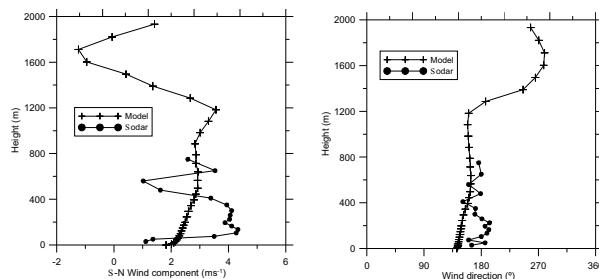 2000
1600
1200
800
400
0
Height (m)
Model
Sodar
-2 0 2 4 6
S-N Wind component (ms-1)
2000
1600
1200
800
400
0
Height (m)
Model
Sodar
0 90 180 270 360
Wind direction (º)